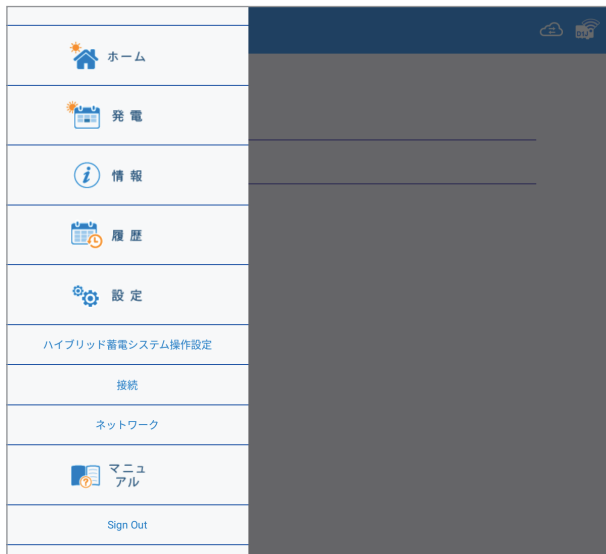 ホーム
発電
情報
履歴
設定
ハイブリッド蓄電システム操作設定
接続
ネットワーク
マニュ
アル
Sign Out